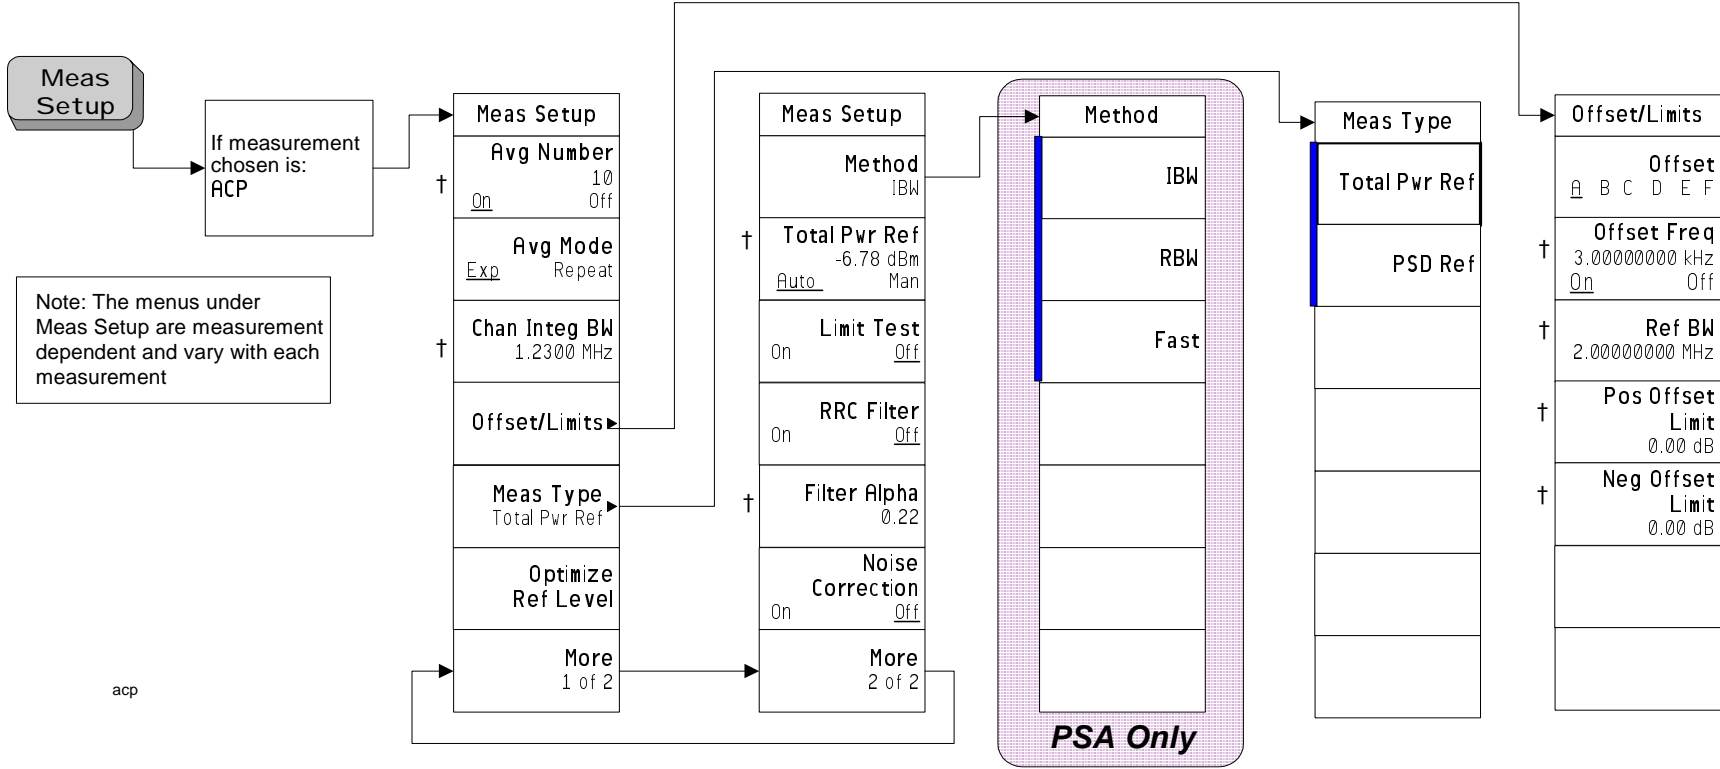 Meas
Setup
If measurement
chosen is:
ACP
Note: The menus under
Meas Setup are measurement
dependent and vary with each
measurement
acp
Meas Setup
Avg Number
10
On Off
†
Avg Mode
Exp Repeat
Chan Integ BW
1.2300 MHz
†
Offset/Limits
Meas Type
Total Pwr Ref
Optimize
Ref Level
More
1 of 2
Meas Setup
Method
IBW
†
Total Pwr Ref
-6.78 dBm
Auto Man
Limit Test
On Off
RRC Filter
On Off
†
Filter Alpha
0.22
Noise
Correction
On Off
More
2 of 2
Method
IBW
RBW
Fast
PSA Only
Meas Type
Total Pwr Ref
PSD Ref
Offset/Limits
Offset
A B C D E F
†
Offset Freq
3.00000000 kHz
On Off
†
Ref BW
2.00000000 MHz
†
Pos Offset
Limit
0.00 dB
†
Neg Offset
Limit
0.00 dB